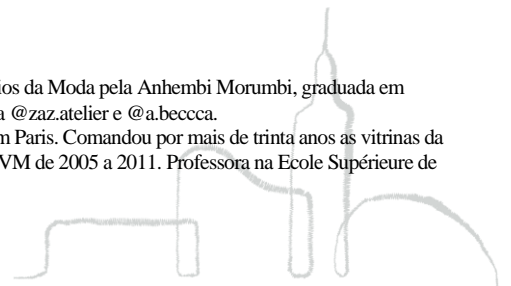 ios da Moda pela Anhembi Morumbi, graduada em
a @zaz.atelier e @a.beccca.
m Paris. Comandou por mais de trinta anos as vitrinas da
VM de 2005 a 2011. Professora na Ecole Supérieure de